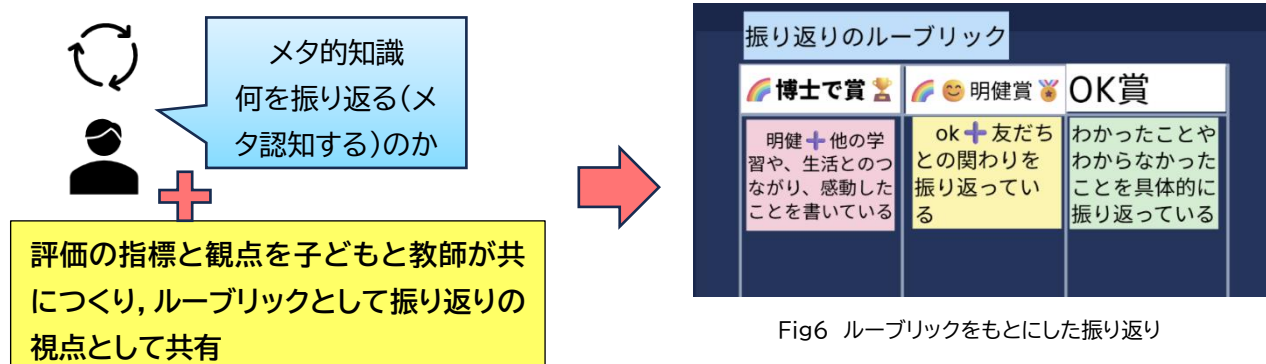 メタ的知識
何を振り返る(メ
タ認知する)のか
評価の指標と観点を子どもと教師が共
につくり,ルーブリックとして振り返りの
視点として共有
振り返りのルーブリック
🌈博士で賞🏆
🌈😊明健賞🏅
OK賞
明健➕他の学
習や、生活とのつ
ながり、感動した
ことを書いている
ok➕友だち
との関わりを
振り返ってい
る
わかったことや
わからなかった
ことを具体的に
振り返っている
Fig6 ルーブリックをもとにした振り返り